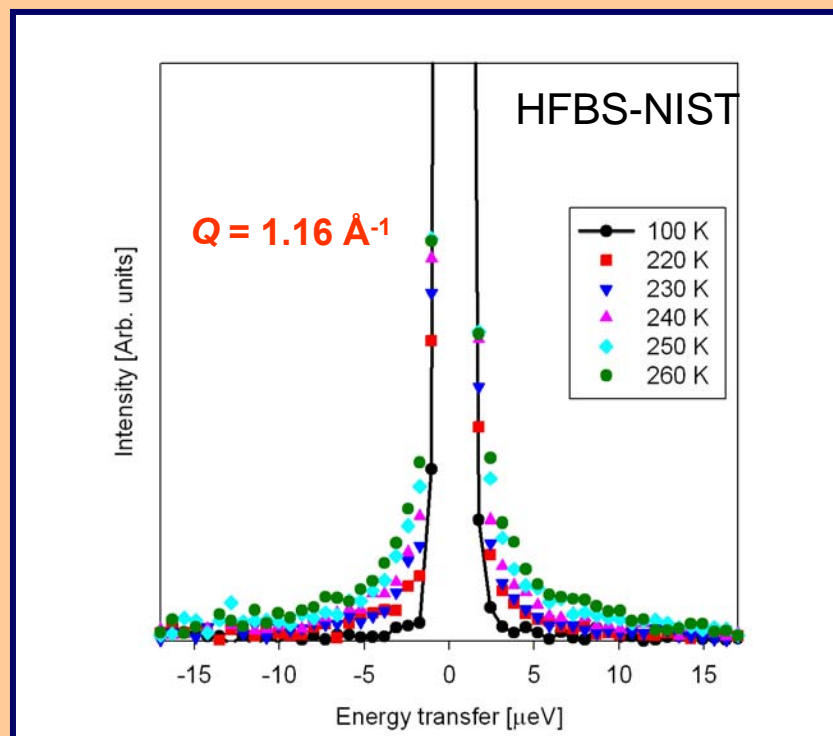 HFBS-NIST
Q = 1.16 Å-1
100 K
220 K
230 K
240 K
250 K
260 K
Intensity [Arb. units]
-15 -10 -5 0 5 10 15
Energy transfer [μeV]